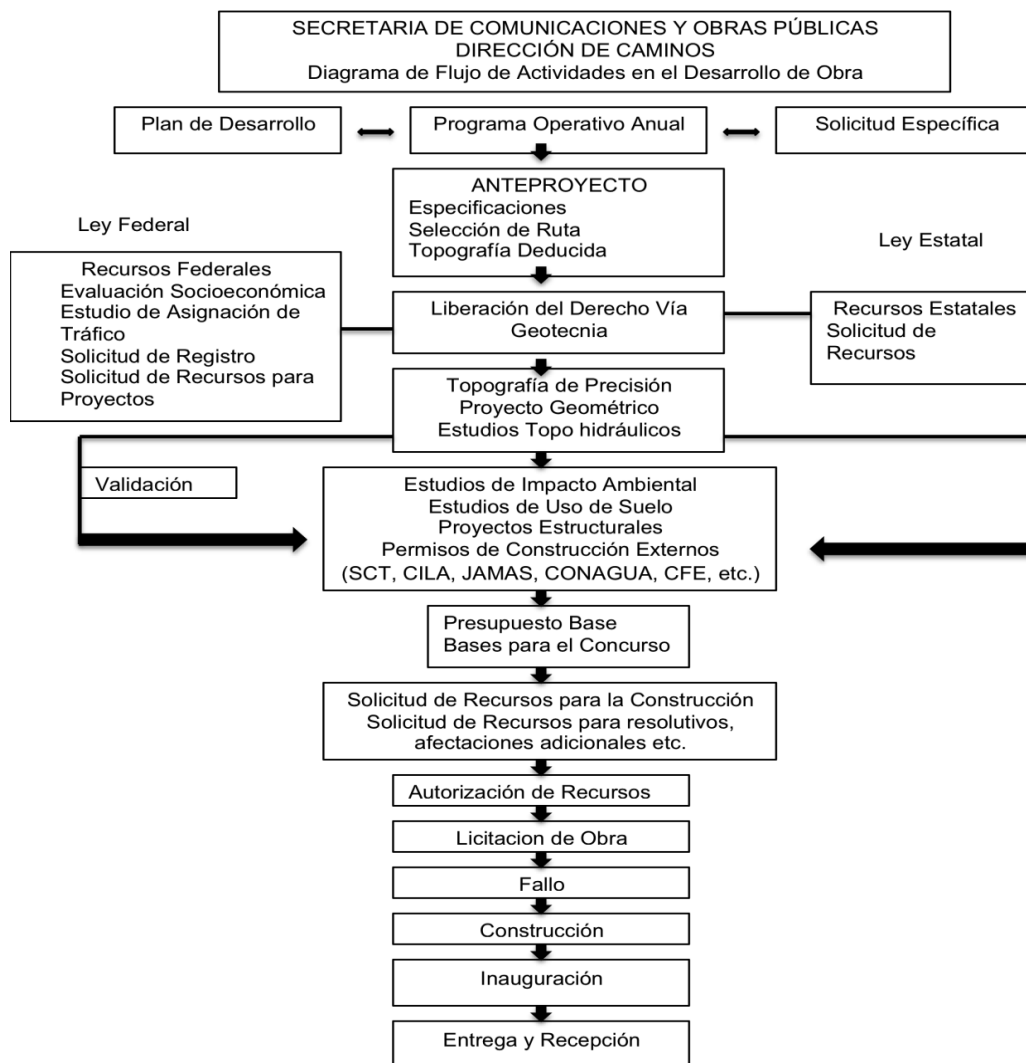 SECRETARIA DE COMUNICACIONES Y OBRAS PÚBLICAS
DIRECCIÓN DE CAMINOS
Diagrama de Flujo de Actividades en el Desarrollo de Obra
Plan de Desarrollo
Programa Operativo Anual
Solicitud Específica
ANTEPROYECTO
Especificaciones
Selección de Ruta
Topografía Deducida
Ley Federal
Ley Estatal
Recursos Federales
Evaluación Socioeconómica
Estudio de Asignación de
Tráfico
Solicitud de Registro
Solicitud de Recursos para
Proyectos
Liberación del Derecho Vía
Geotecnia
Recursos Estatales
Solicitud de
Recursos
Topografía de Precisión
Proyecto Geométrico
Estudios Topo hidráulicos
Validación
Estudios de Impacto Ambiental
Estudios de Uso de Suelo
Proyectos Estructurales
Permisos de Construcción Externos
(SCT, CILA, JAMAS, CONAGUA, CFE, etc.)
Presupuesto Base
Bases para el Concurso
Solicitud de Recursos para la Construcción
Solicitud de Recursos para resolutivos,
afectaciones adicionales etc.
Autorización de Recursos
Licitacion de Obra
Fallo
Construcción
Inauguración
Entrega y Recepción